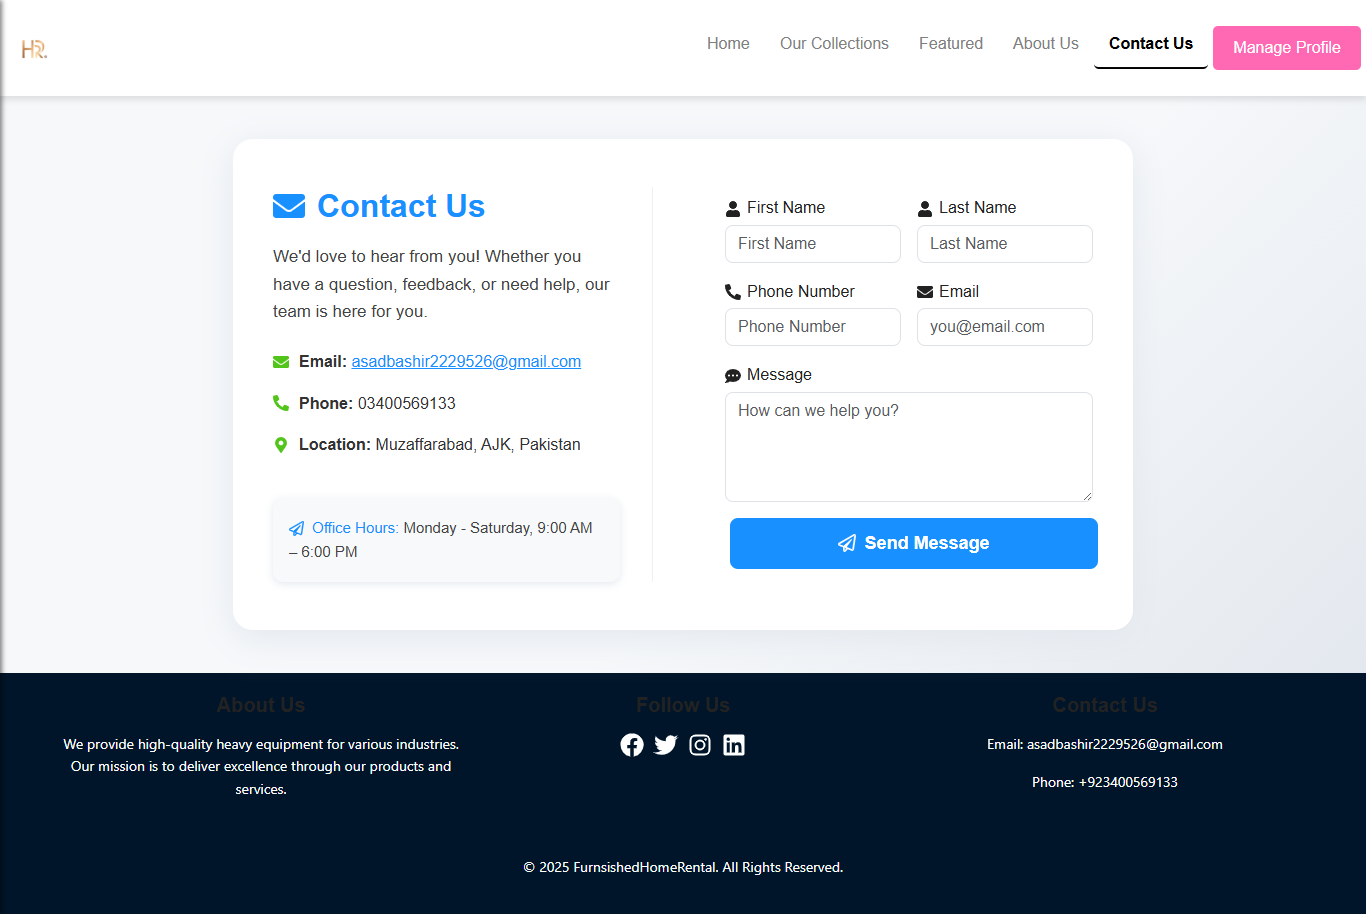 HR.
Home Our Collections Featured About Us Contact Us Manage Profile
Contact Us
We'd love to hear from you! Whether you
have a question, feedback, or need help, our
team is here for you.
Email: asadbashir2229526@gmail.com
Phone: 03400569133
Location: Muzaffarabad, AJK, Pakistan
Office Hours: Monday - Saturday, 9:00 AM
– 6:00 PM
First Name Last Name
First Name Last Name
Phone Number Email
Phone Number you@email.com
Message
How can we help you?
Send Message
About Us
We provide high-quality heavy equipment for various industries.
Our mission is to deliver excellence through our products and
services.
Follow Us
Contact Us
Email: asadbashir2229526@gmail.com
Phone: +923400569133
© 2025 FurnsishedHomeRental. All Rights Reserved.